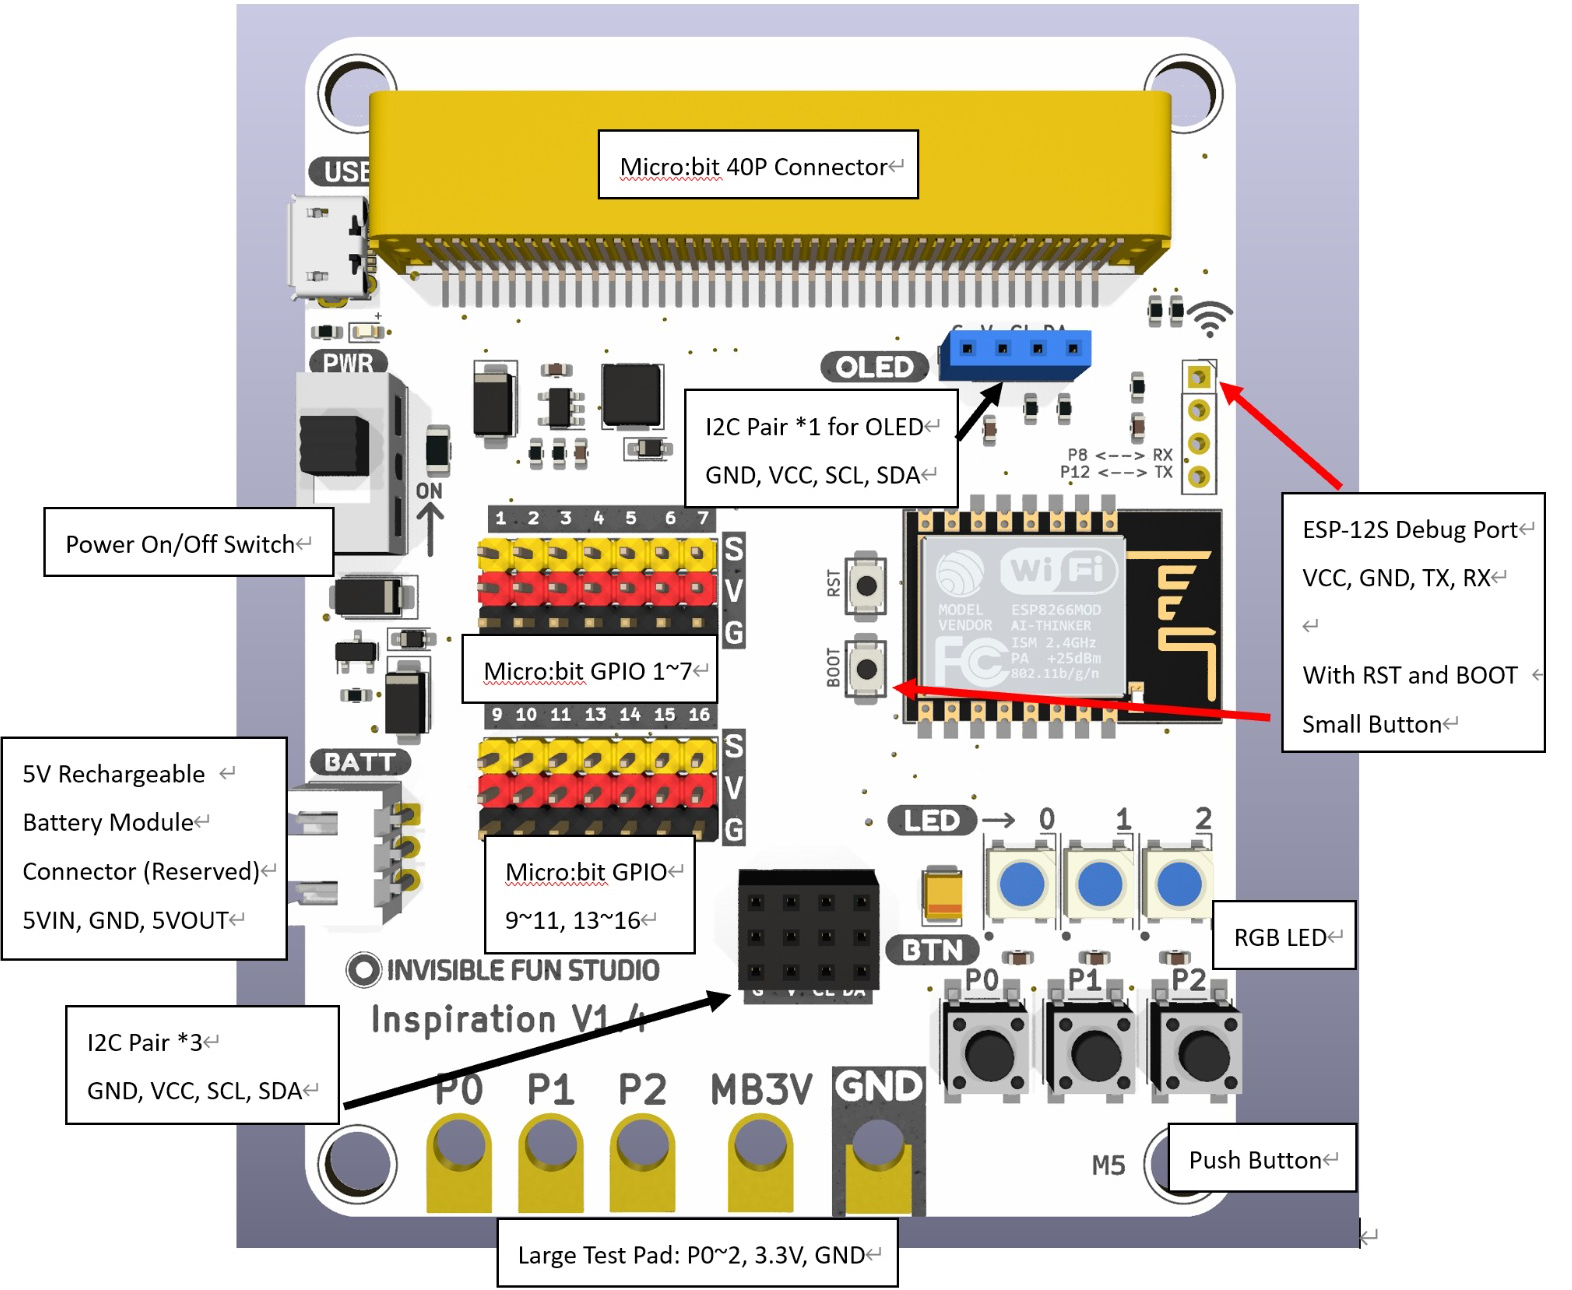 Micro:bit 40P Connector
USB
PWR
ON
OLED
I2C Pair *1 for OLED
GND, VCC, SCL, SDA
P8 <--> RX
P12 <--> TX
Power On/Off Switch
ESP-12S Debug Port
VCC, GND, TX, RX
With RST and BOOT
Small Button
1 2 3 4 5 6 7
S
V
G
RST
BOOT
WiFi
MODEL
VENDOR
ESP8266MOD
AI-THINKER
ISM 2.4GHz
PA +25dBm
802.11b/g/n
FC
Micro:bit GPIO 1~7
9 10 11 13 14 15 16
S
V
G
BATT
5V Rechargeable
Battery Module
Connector (Reserved)
5VIN, GND, 5VOUT
Micro:bit GPIO
9~11, 13~16
LED → 0 1 2
RGB LED
BTN
P0 P1 P2
INVISIBLE FUN STUDIO
Inspiration V1.4
I2C Pair *3
GND, VCC, SCL, SDA
P0 P1 P2 MB3V GND
M5
Push Button
Large Test Pad: P0~2, 3.3V, GND